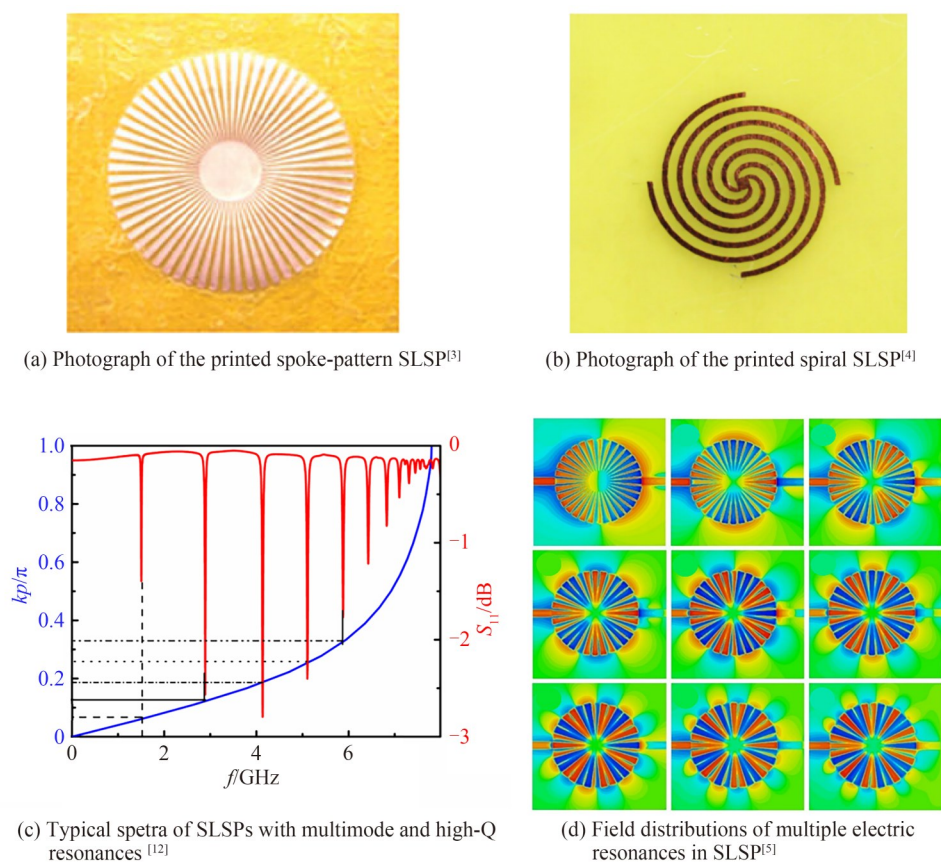 (a) Photograph of the printed spoke-pattern SLSP[3]
(b) Photograph of the printed spiral SLSP[4]
1.0
0.8
0.6
0.4
0.2
0
kp/π
0
−1
−2
−3
S11/dB
0 2 4 6
f/GHz
(c) Typical spetra of SLSPs with multimode and high-Q
resonances [12]
(d) Field distributions of multiple electric
resonances in SLSP[5]